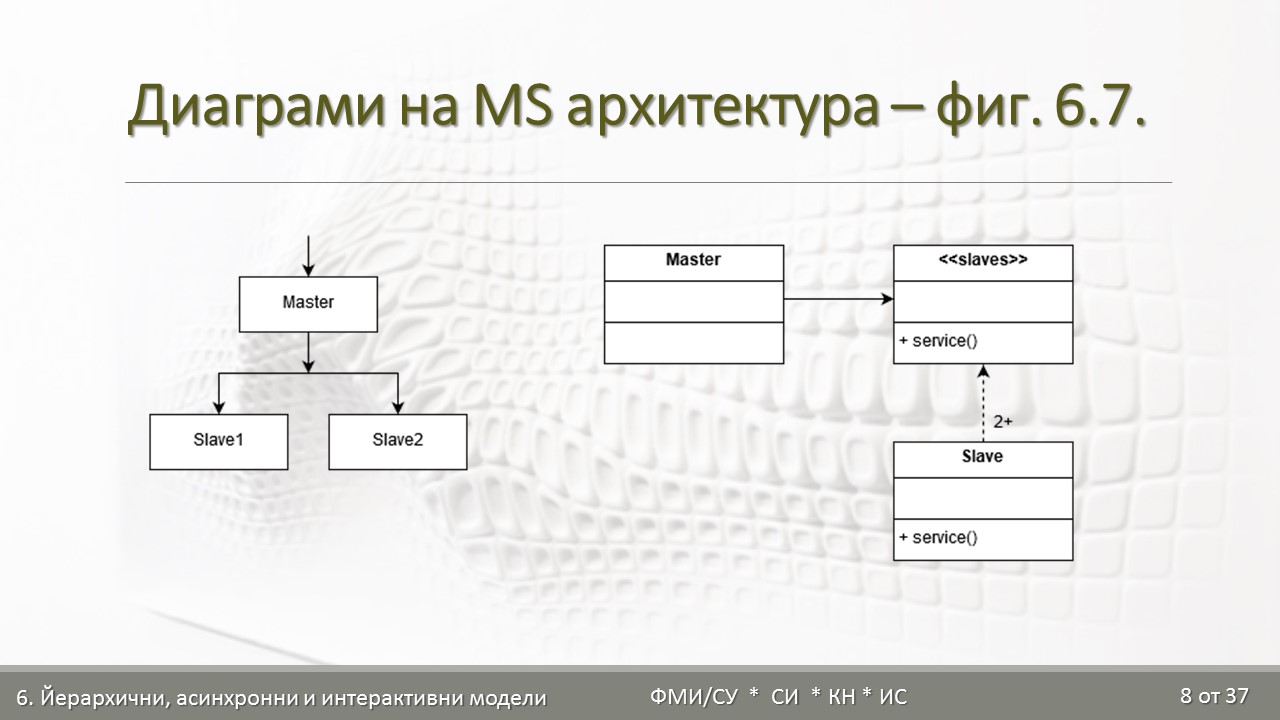 Диаграми на MS архитектура – фиг. 6.7.
Master
Slave1
Slave2
Master
<<slaves>>
+ service()
2+
Slave
+ service()
6. Йерархични, асинхронни и интерактивни модели
ФМИ/СУ * СИ * КН * ИС
8 от 37